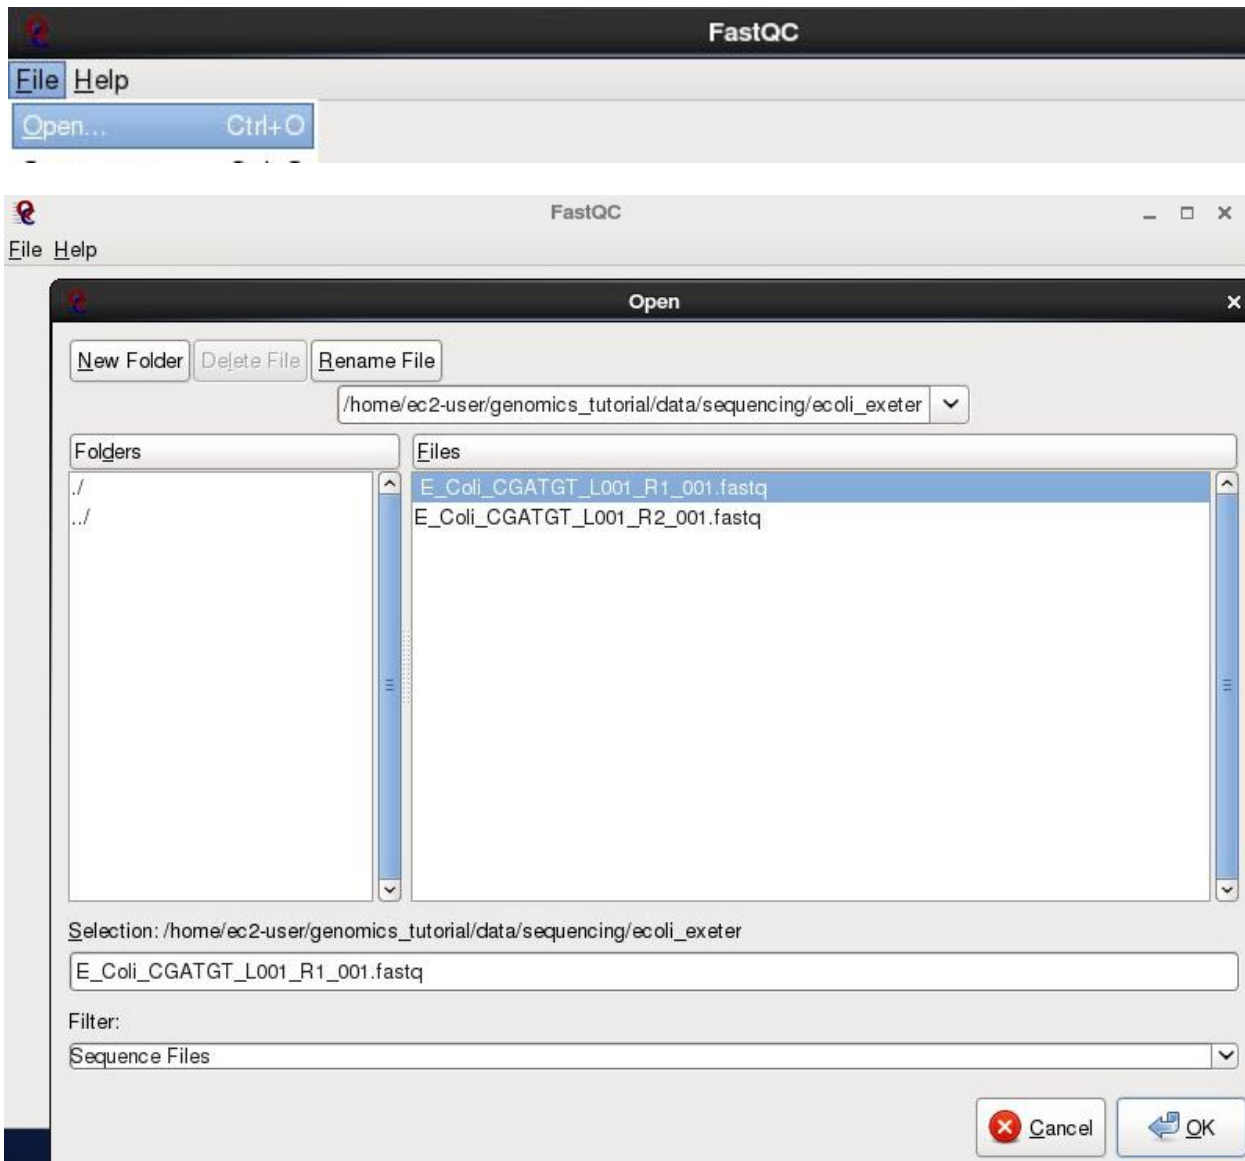 FastQC
File Help
Open... Ctrl+O
FastQC
File Help
Open
New Folder Delete File Rename File
/home/ec2-user/genomics_tutorial/data/sequencing/ecoli_exeter
Folders Files
./ E_Coli_CGATGT_L001_R1_001.fastq
../ E_Coli_CGATGT_L001_R2_001.fastq
Selection: /home/ec2-user/genomics_tutorial/data/sequencing/ecoli_exeter
E_Coli_CGATGT_L001_R1_001.fastq
Filter:
Sequence Files
Cancel OK